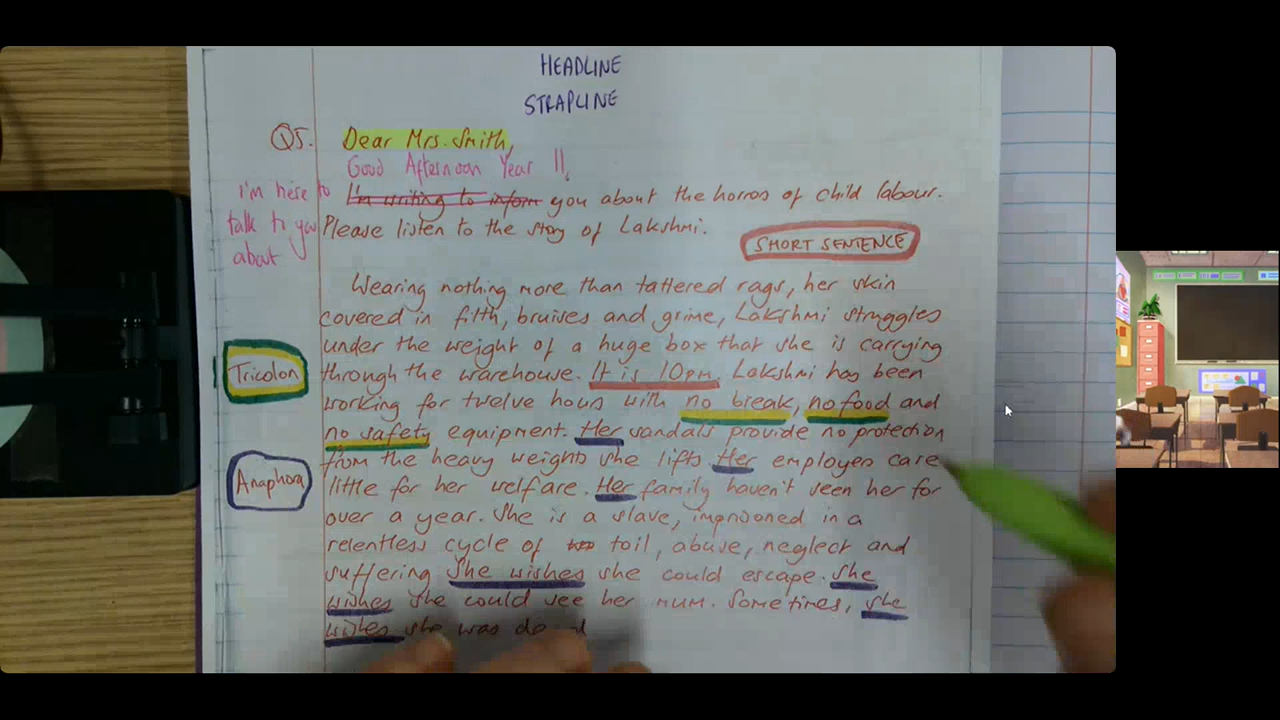 HEADLINE
STRAPLINE
Q5. Dear Mrs. Smith,
Good Afternoon Year 11,
I'm here to talk to you about
I'm writing to inform you about the horrors of child labour.
Please listen to the story of Lakshmi.
SHORT SENTENCE
Wearing nothing more than tattered rags, her skin
covered in filth, bruises and grime, Lakshmi struggles
under the weight of a huge box that she is carrying
Tricolon
through the warehouse. It is 10pm. Lakshmi has been
working for twelve hours with no break, no food and
no safety equipment. Her sandals provide no protection
from the heavy weights she lifts. Her employers care
Anaphora
little for her welfare. Her family haven't seen her for
over a year. She is a slave, imprisoned in a
relentless cycle of toil, abuse, neglect and
suffering. She wishes she could escape. She
wishes she could see her mum. Sometimes, she
wishes she was